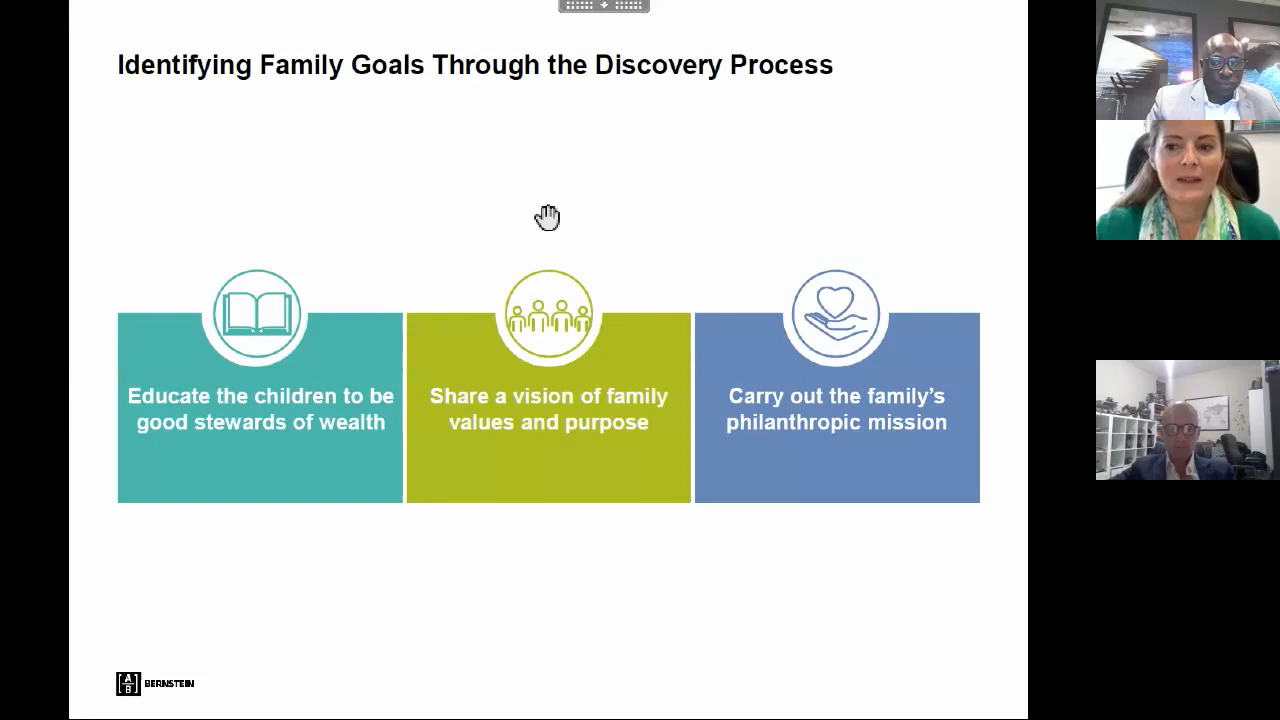 Identifying Family Goals Through the Discovery Process
Educate the children to be
good stewards of wealth
Share a vision of family
values and purpose
Carry out the family's
philanthropic mission
A
B
BERNSTEIN